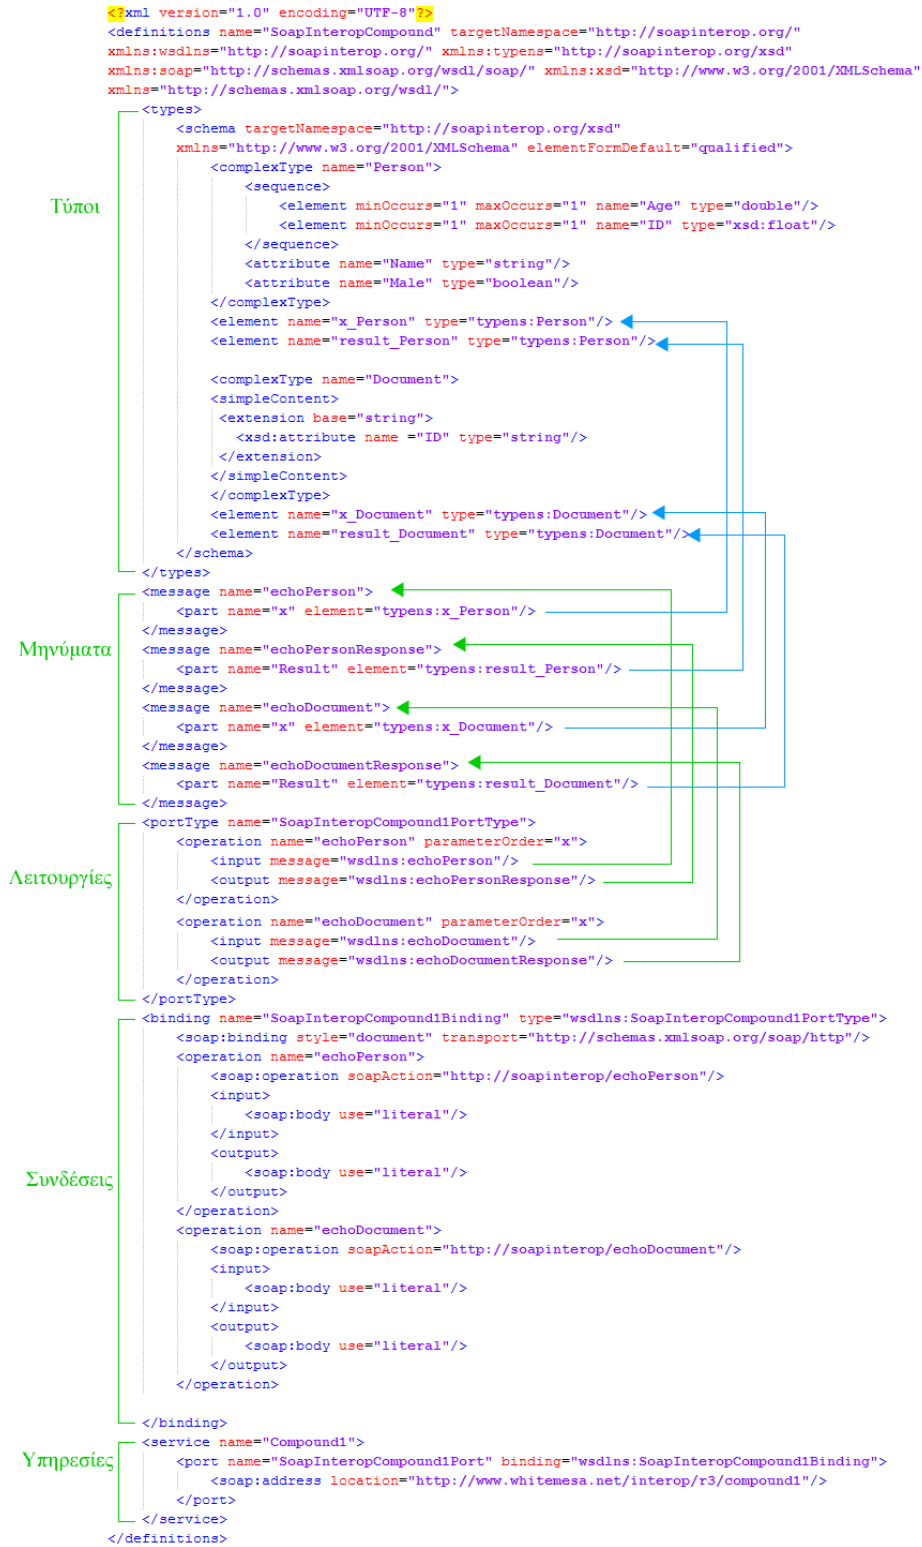 <?xml version="1.0" encoding="UTF-8"?>
<definitions name="SoapInteropCompound" targetNamespace="http://soapinterop.org/"
xmlns:wsdlns="http://soapinterop.org/" xmlns:typens="http://soapinterop.org/xsd"
xmlns:soap="http://schemas.xmlsoap.org/wsdl/soap/" xmlns:xsd="http://www.w3.org/2001/XMLSchema"
xmlns="http://schemas.xmlsoap.org/wsdl/">
<types>
<schema targetNamespace="http://soapinterop.org/xsd"
xmlns="http://www.w3.org/2001/XMLSchema" elementFormDefault="qualified">
<complexType name="Person">
<sequence>
Τύποι
<element minOccurs="1" maxOccurs="1" name="Age" type="double"/>
<element minOccurs="1" maxOccurs="1" name="ID" type="xsd:float"/>
</sequence>
<attribute name="Name" type="string"/>
<attribute name="Male" type="boolean"/>
</complexType>
<element name="x_Person" type="typens:Person"/>
<element name="result_Person" type="typens:Person"/>
<complexType name="Document">
<simpleContent>
<extension base="string">
<xsd:attribute name ="ID" type="string"/>
</extension>
</simpleContent>
</complexType>
<element name="x_Document" type="typens:Document"/>
<element name="result_Document" type="typens:Document"/>
</schema>
</types>
<message name="echoPerson">
<part name="x" element="typens:x_Person"/>
</message>
Μηνύματα
<message name="echoPersonResponse">
<part name="Result" element="typens:result_Person"/>
</message>
<message name="echoDocument">
<part name="x" element="typens:x_Document"/>
</message>
<message name="echoDocumentResponse">
<part name="Result" element="typens:result_Document"/>
</message>
<portType name="SoapInteropCompound1PortType">
<operation name="echoPerson" parameterOrder="x">
<input message="wsdlns:echoPerson"/>
Λειτουργίες
<output message="wsdlns:echoPersonResponse"/>
</operation>
<operation name="echoDocument" parameterOrder="x">
<input message="wsdlns:echoDocument"/>
<output message="wsdlns:echoDocumentResponse"/>
</operation>
</portType>
<binding name="SoapInteropCompound1Binding" type="wsdlns:SoapInteropCompound1PortType">
<soap:binding style="document" transport="http://schemas.xmlsoap.org/soap/http"/>
<operation name="echoPerson">
<soap:operation soapAction="http://soapinterop/echoPerson"/>
<input>
<soap:body use="literal"/>
</input>
<output>
Συνδέσεις
<soap:body use="literal"/>
</output>
</operation>
<operation name="echoDocument">
<soap:operation soapAction="http://soapinterop/echoDocument"/>
<input>
<soap:body use="literal"/>
</input>
<output>
<soap:body use="literal"/>
</output>
</operation>
</binding>
<service name="Compound1">
Υπηρεσίες
<port name="SoapInteropCompound1Port" binding="wsdlns:SoapInteropCompound1Binding">
<soap:address location="http://www.whitemesa.net/interop/r3/compound1"/>
</port>
</service>
</definitions>